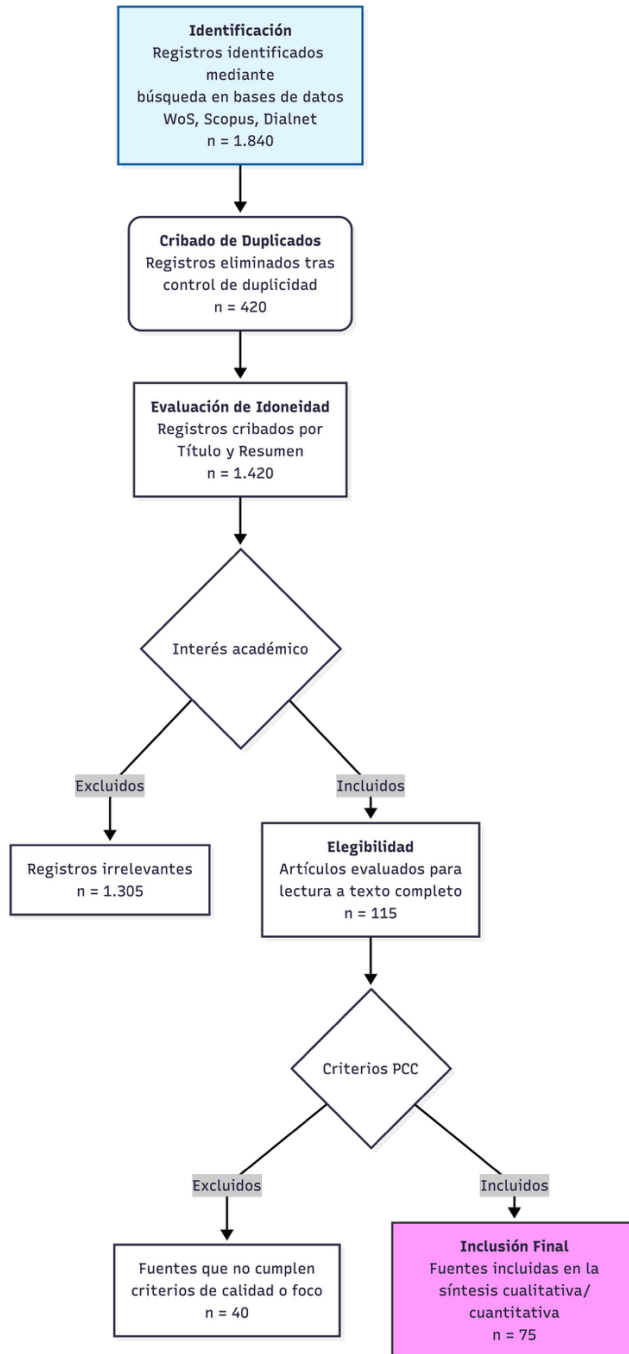 Identificación
Registros identificados
mediante
búsqueda en bases de datos
WoS, Scopus, Dialnet
n = 1.840
Cribado de Duplicados
Registros eliminados tras
control de duplicidad
n = 420
Evaluación de Idoneidad
Registros cribados por
Título y Resumen
n = 1.420
Interés académico
Excluidos
Incluidos
Registros irrelevantes
n = 1.305
Elegibilidad
Artículos evaluados para
lectura a texto completo
n = 115
Criterios PCC
Excluidos
Incluidos
Fuentes que no cumplen
criterios de calidad o foco
n = 40
Inclusión Final
Fuentes incluidas en la
síntesis cualitativa/
cuantitativa
n = 75